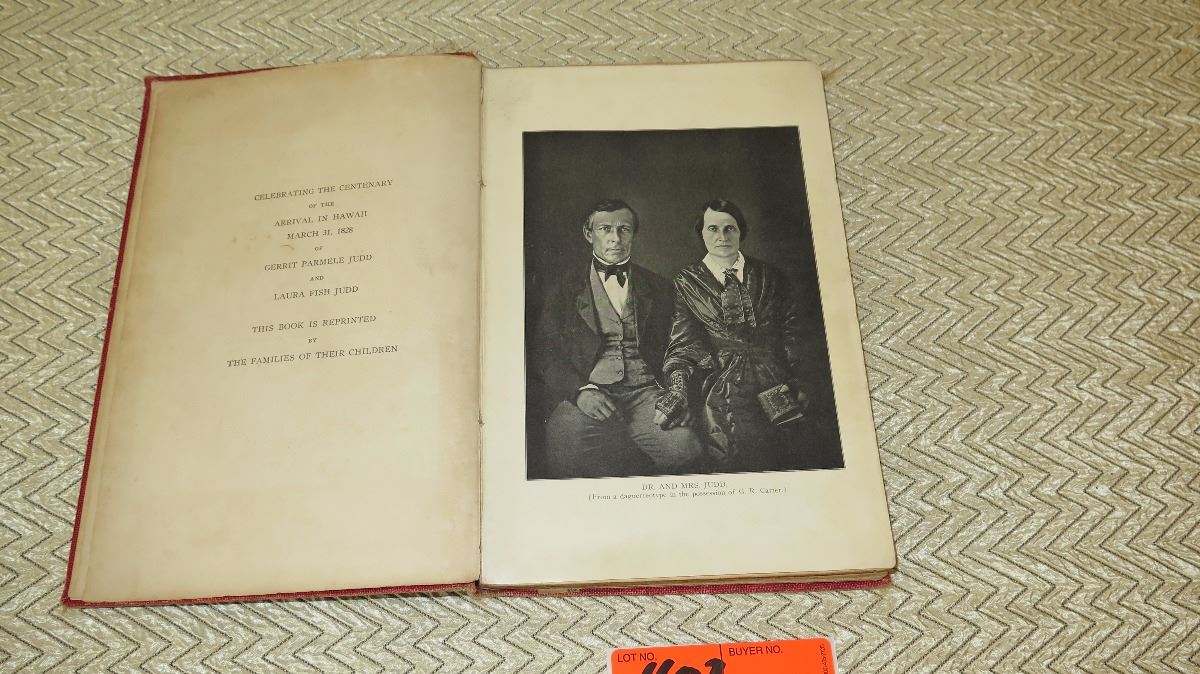 CELEBRATING THE CENTENARY
OF THE
ARRIVAL IN HAWAII
MARCH 31, 1828
OF
GERRIT PARMELE JUDD
AND
LAURA FISH JUDD
THIS BOOK IS REPRINTED
BY
THE FAMILIES OF THEIR CHILDREN
DR. AND MRS. JUDD.
(From a daguerreotype in the possession of G. R. Carter.)
LOT NO.
BUYER NO.